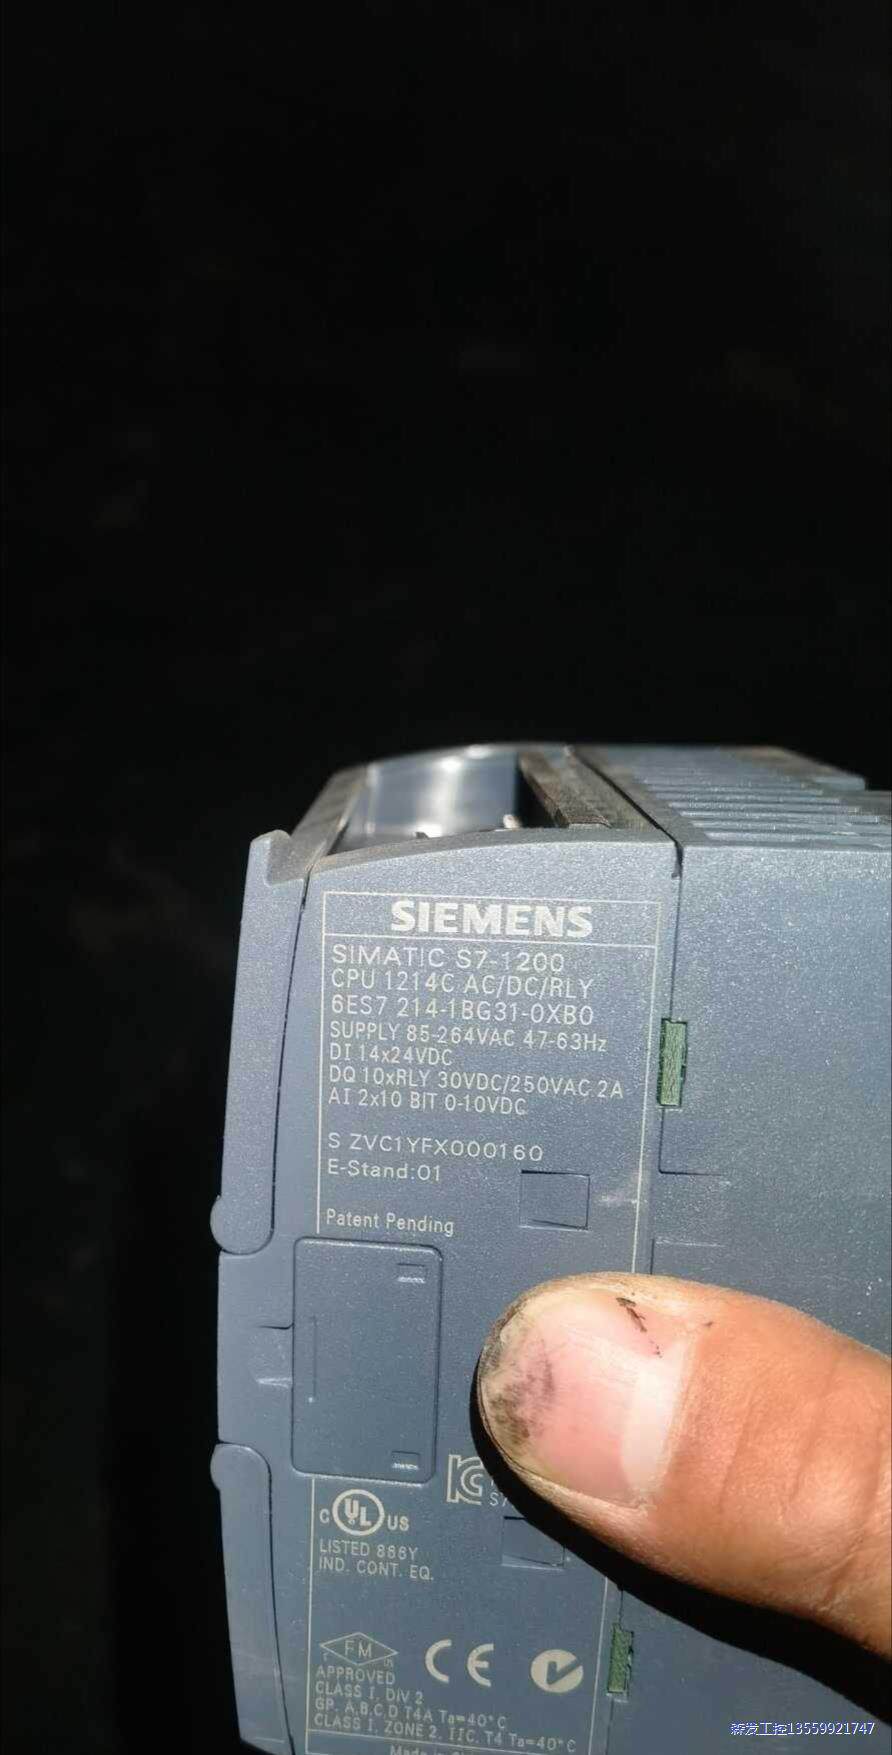 SIEMENS
SIMATIC S7-1200
CPU 1214C AC/DC/RLY
6ES7 214-1BG31-0XB0
SUPPLY 85-264VAC 47-63Hz
DI 14x24VDC
DQ 10xRLY 30VDC/250VAC 2A
AI 2x10 BIT 0-10VDC
S ZVC1YFX000160
E-Stand:01
Patent Pending
C UL US
LISTED 866Y
IND. CONT. EQ.
FM
APPROVED
CLASS I, DIV 2
GP. A,B,C,D T4A Ta=40°C
CLASS I, ZONE 2, IIC, T4 Ta=40°C
CE
Made in
森发工控13559921747